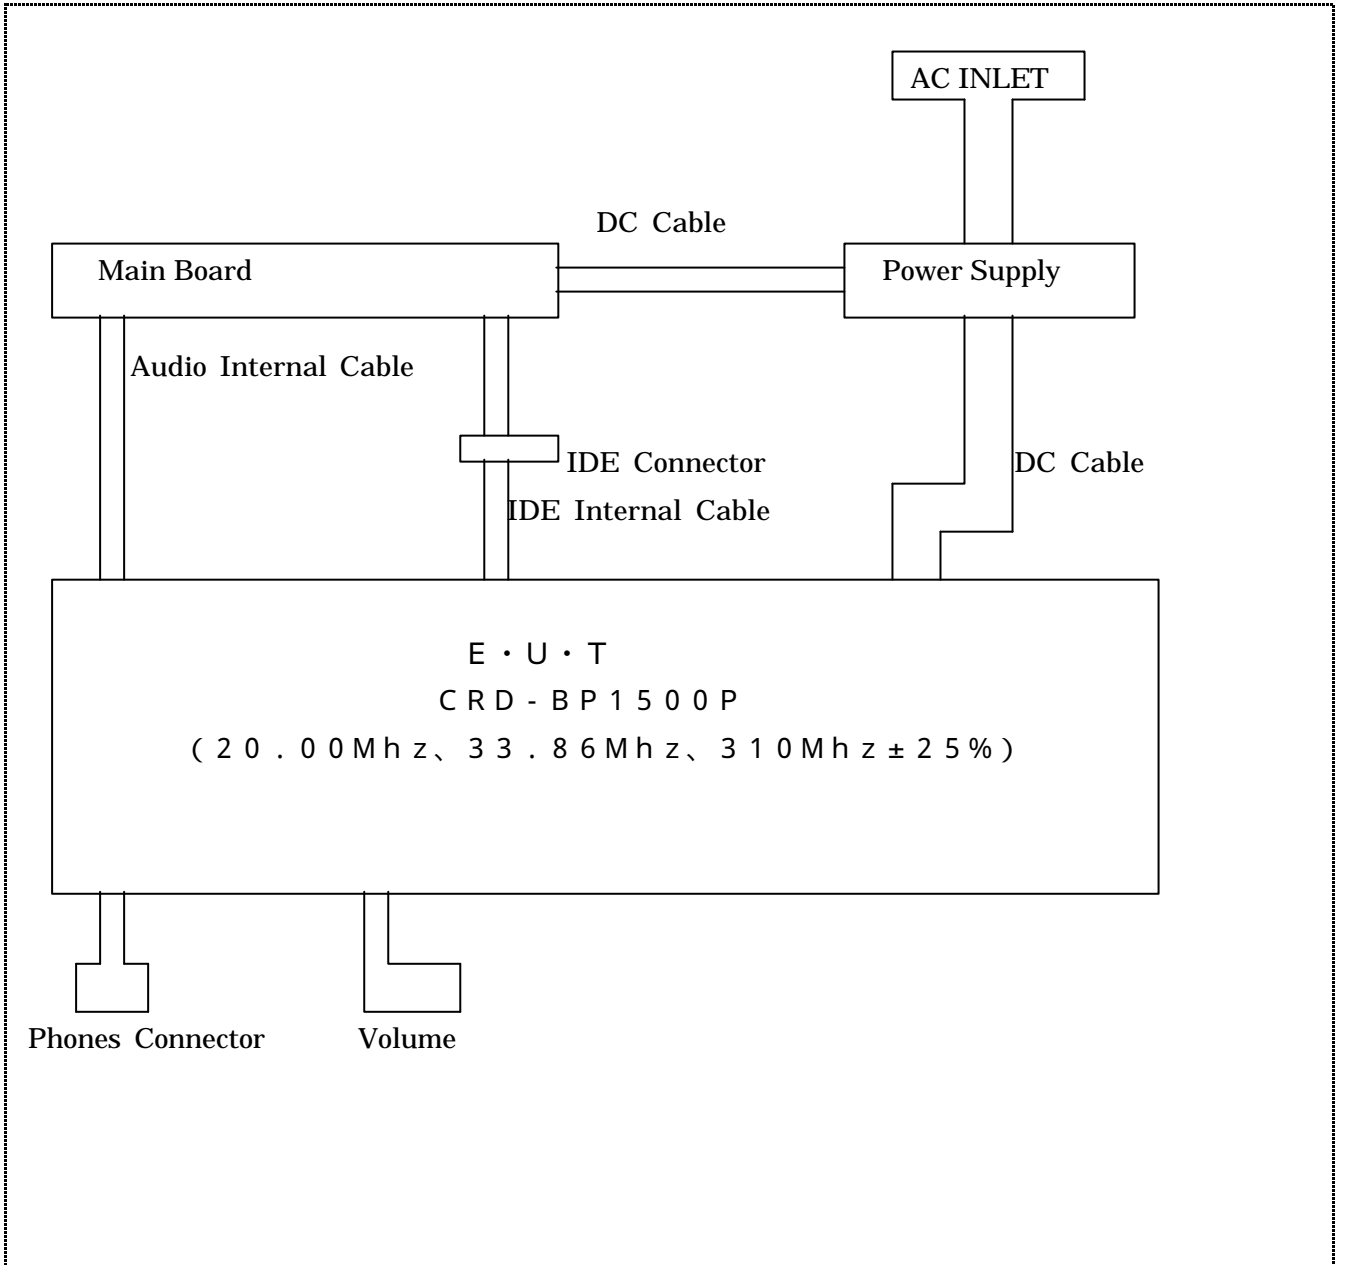 AC INLET
DC Cable
Main Board
Power Supply
Audio Internal Cable
IDE Connector
DC Cable
IDE Internal Cable
E・U・T
CRD-BP1500P
(20.00Mhz、33.86Mhz、310Mhz±25%)
Phones Connector
Volume